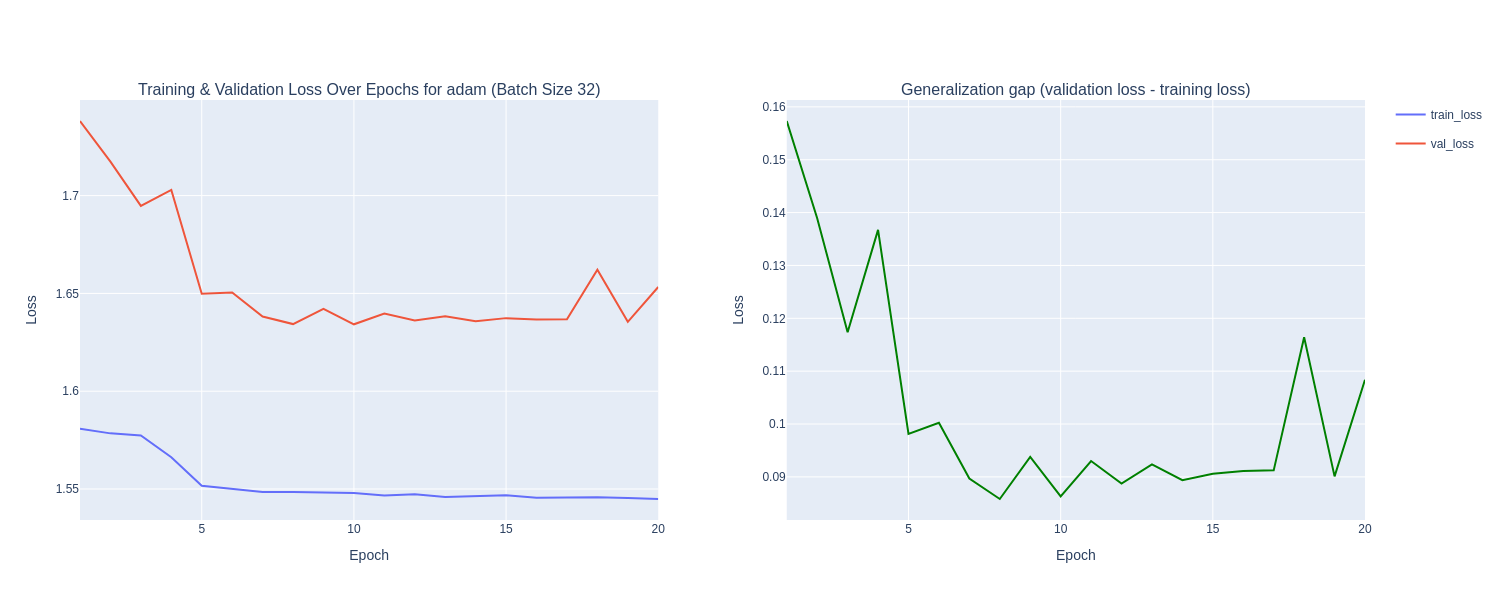 Training & Validation Loss Over Epochs for adam (Batch Size 32)
1.7
1.65
1.6
1.55
Loss
5
10
15
20
Epoch
Generalization gap (validation loss - training loss)
0.16
0.15
0.14
0.13
0.12
0.11
0.1
0.09
Loss
5
10
15
20
Epoch
train_loss
val_loss